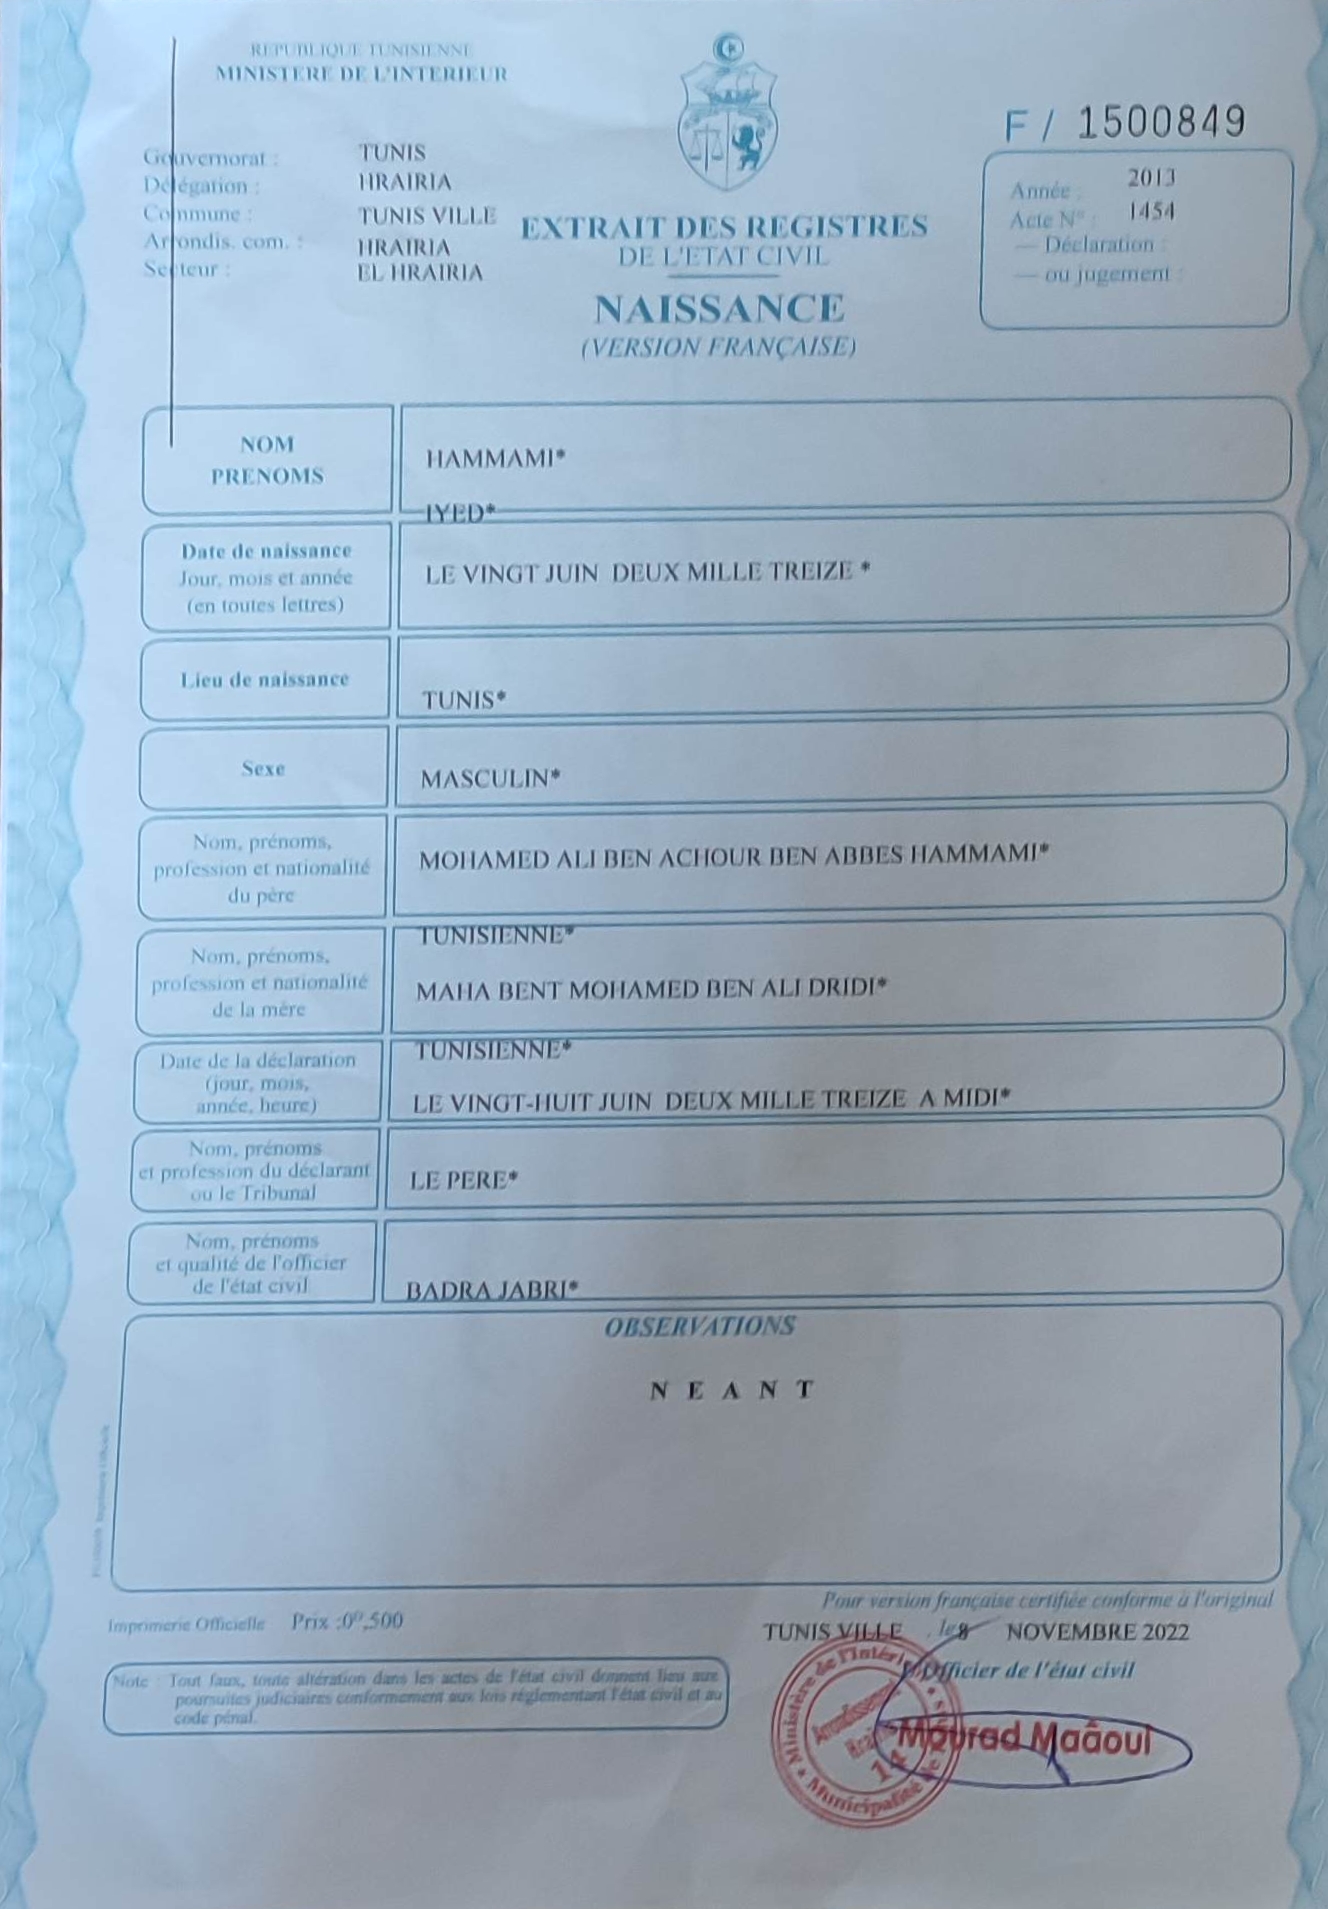 REPUBLIQUE TUNISIENNE
MINISTERE DE L'INTERIEUR
F / 1500849
Gouvernorat : TUNIS
Délégation : HRAIRIA
Commune : TUNIS VILLE
Arrondis. com. : HRAIRIA
Secteur : EL HRAIRIA
EXTRAIT DES REGISTRES
DE L'ETAT CIVIL
NAISSANCE
(VERSION FRANÇAISE)
Année : 2013
Acte N° : 1454
— Déclaration :
— ou jugement :
NOM
PRENOMS
HAMMAMI*
IYED*
Date de naissance
Jour, mois et année
(en toutes lettres)
LE VINGT JUIN DEUX MILLE TREIZE *
Lieu de naissance
TUNIS*
Sexe
MASCULIN*
Nom, prénoms,
profession et nationalité
du père
MOHAMED ALI BEN ACHOUR BEN ABBES HAMMAMI*
TUNISIENNE*
Nom, prénoms,
profession et nationalité
de la mère
MAHA BENT MOHAMED BEN ALI DRIDI*
TUNISIENNE*
Date de la déclaration
(jour, mois,
année, heure)
LE VINGT-HUIT JUIN DEUX MILLE TREIZE A MIDI*
Nom, prénoms
et profession du déclarant
ou le Tribunal
LE PERE*
Nom, prénoms
et qualité de l'officier
de l'état civil
BADRA JABRI*
OBSERVATIONS
N E A N T
Pour version française certifiée conforme à l'original
Imprimerie Officielle Prix :0ᴰ,500
TUNIS VILLE , le 8 NOVEMBRE 2022
L'Officier de l'état civil
Note : Tout faux, toute altération dans les actes de l'état civil donnent lieu aux
poursuites judiciaires conformement aux lois réglementant l'état civil et au
code pénal.
Mourad Maâoui
Ministère de l'Intérieur
Arrondissement
14
Municipalité de